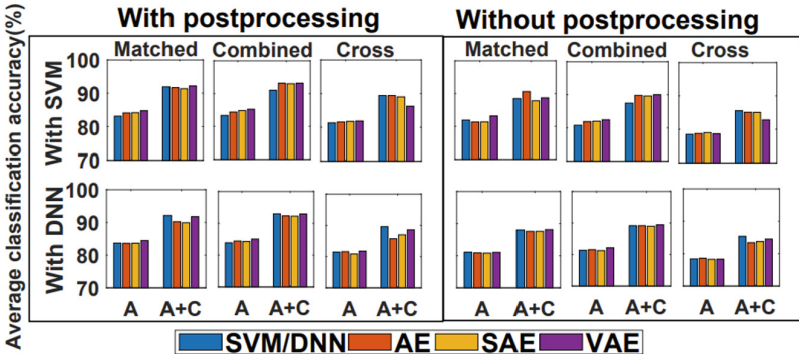 With postprocessing Without postprocessing
Matched Combined Cross Matched Combined Cross
Average classification accuracy(%)
With SVM
100
90
80
70
With DNN
100
90
80
70
A A+C A A+C A A+C A A+C A A+C A A+C
SVM/DNN AE SAE VAE